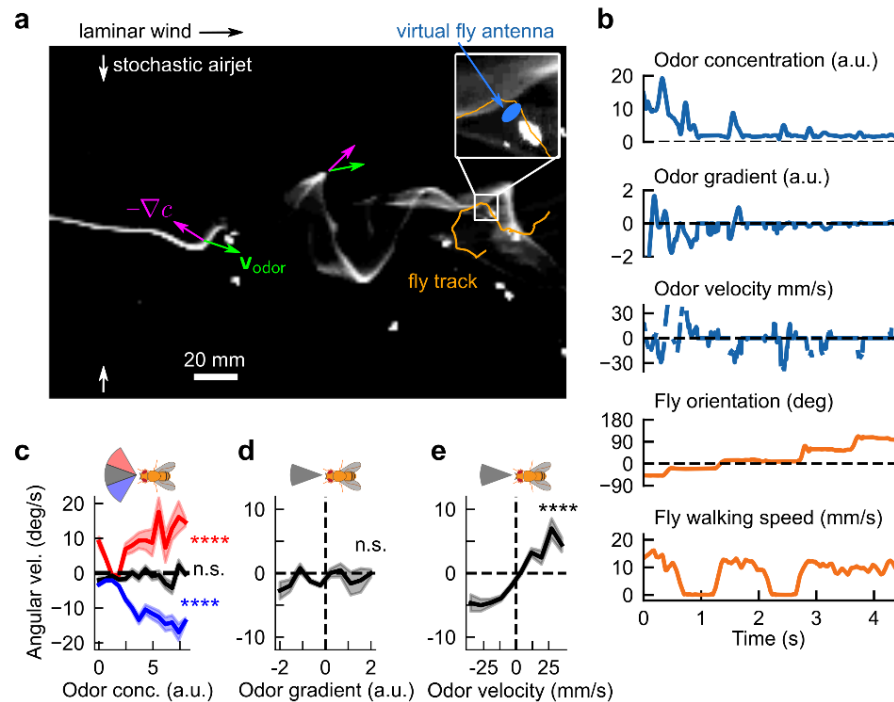 a
laminar wind
stochastic airjet
virtual fly antenna
−∇c
v_odor
fly track
20 mm
b
Odor concentration (a.u.)
20
10
0
Odor gradient (a.u.)
2
0
−2
Odor velocity mm/s)
30
0
−30
Fly orientation (deg)
180
90
0
−90
Fly walking speed (mm/s)
20
10
0
0 1 2 3 4
Time (s)
c
Angular vel. (deg/s)
20
10
0
−10
−20
****
n.s.
****
0 5
Odor conc. (a.u.)
d
10
0
-10
n.s.
-2 0 2
Odor gradient (a.u.)
e
10
0
-10
****
-25 0 25
Odor velocity (mm/s)